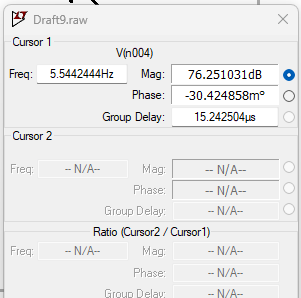 Draft9.raw
Cursor 1
V(n004)
Freq: 5.5442444Hz Mag: 76.251031dB
Phase: -30.424858m°
Group Delay: 15.242504µs
Cursor 2
Freq: -- N/A-- Mag: -- N/A--
Phase: -- N/A--
Group Delay: -- N/A--
Ratio (Cursor2 / Cursor1)
Freq: -- N/A-- Mag: -- N/A--
Phase: -- N/A--
Group Delay: -- N/A--